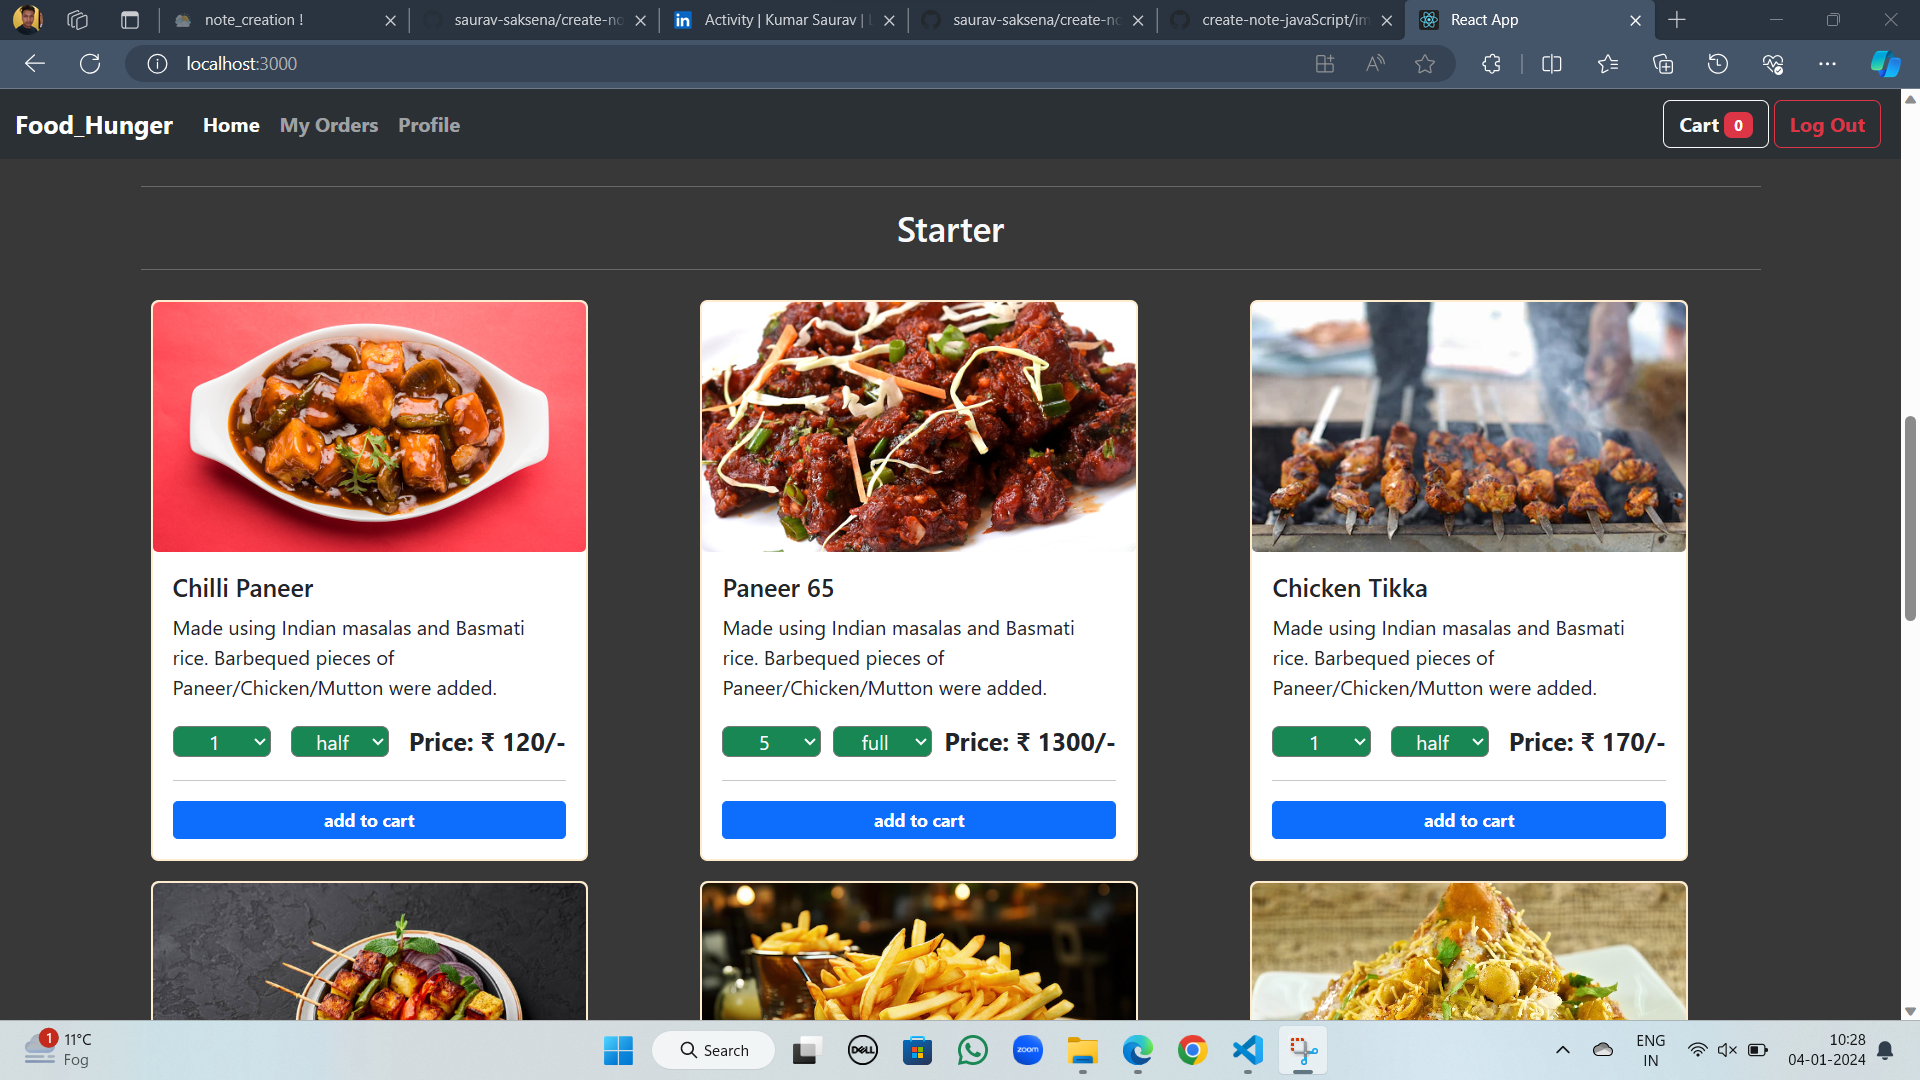 note_creation !
saurav-saksena/create-no
Activity | Kumar Saurav | L
saurav-saksena/create-no
create-note-javaScript/im
React App
localhost:3000
Food_Hunger
Home
My Orders
Profile
Cart 0
Log Out
Starter
Chilli Paneer
Made using Indian masalas and Basmati
rice. Barbequed pieces of
Paneer/Chicken/Mutton were added.
1 half Price: ₹ 120/-
add to cart
Paneer 65
Made using Indian masalas and Basmati
rice. Barbequed pieces of
Paneer/Chicken/Mutton were added.
5 full Price: ₹ 1300/-
add to cart
Chicken Tikka
Made using Indian masalas and Basmati
rice. Barbequed pieces of
Paneer/Chicken/Mutton were added.
1 half Price: ₹ 170/-
add to cart
1
11°C
Fog
Search
DELL
zoom
ENG
IN
10:28
04-01-2024